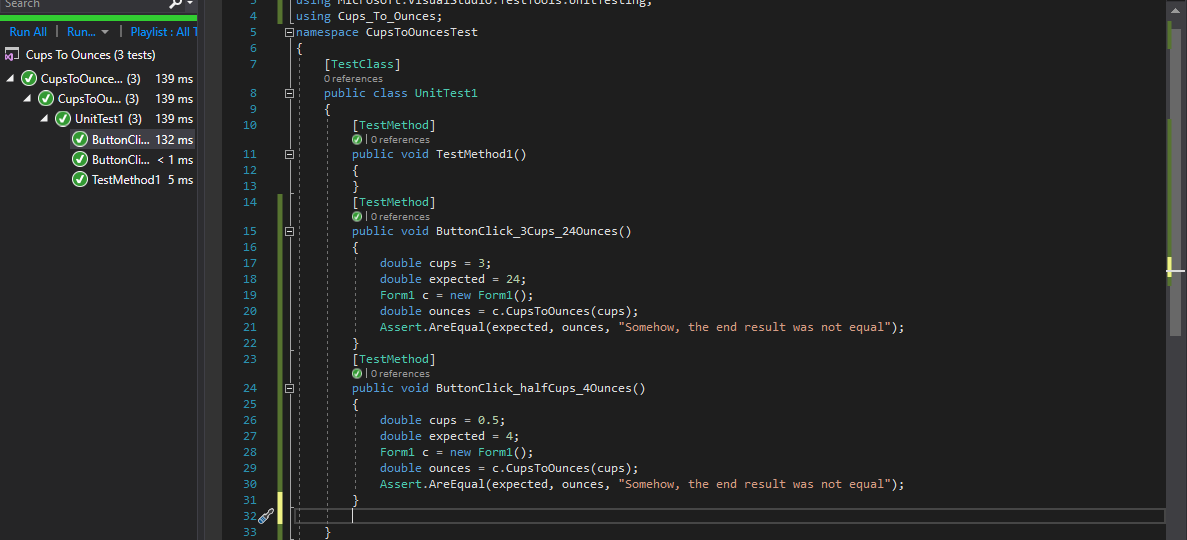 Search
Run All | Run... Playlist : All T
Cups To Ounces (3 tests)
CupsToOunce... (3) 139 ms
CupsToOu... (3) 139 ms
UnitTest1 (3) 139 ms
ButtonCli... 132 ms
ButtonCli... < 1 ms
TestMethod1 5 ms
3 using Microsoft.VisualStudio.TestTools.UnitTesting;
4 using Cups_To_Ounces;
5 namespace CupsToOuncesTest
6 {
7 [TestClass]
0 references
8 public class UnitTest1
9 {
10 [TestMethod]
| 0 references
11 public void TestMethod1()
12 {
13 }
14 [TestMethod]
| 0 references
15 public void ButtonClick_3Cups_24Ounces()
16 {
17 double cups = 3;
18 double expected = 24;
19 Form1 c = new Form1();
20 double ounces = c.CupsToOunces(cups);
21 Assert.AreEqual(expected, ounces, "Somehow, the end result was not equal");
22 }
23 [TestMethod]
| 0 references
24 public void ButtonClick_halfCups_4Ounces()
25 {
26 double cups = 0.5;
27 double expected = 4;
28 Form1 c = new Form1();
29 double ounces = c.CupsToOunces(cups);
30 Assert.AreEqual(expected, ounces, "Somehow, the end result was not equal");
31 }
32
33 }